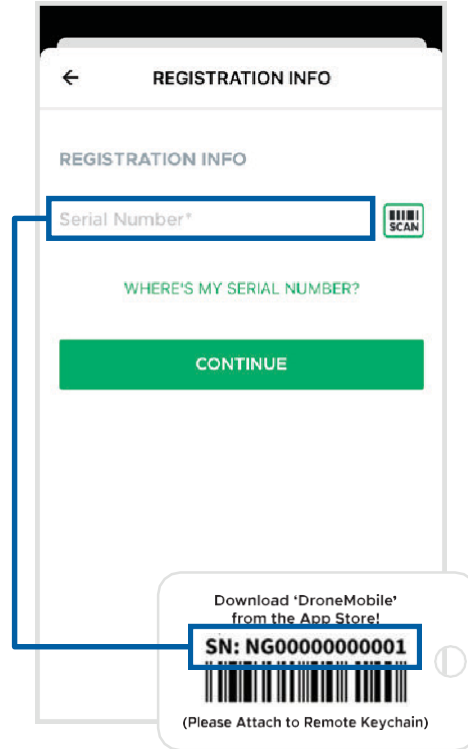 REGISTRATION INFO
REGISTRATION INFO
Serial Number*
SCAN
WHERE'S MY SERIAL NUMBER?
CONTINUE
Download ‘DroneMobile’
from the App Store!
SN: NG00000000001
(Please Attach to Remote Keychain)